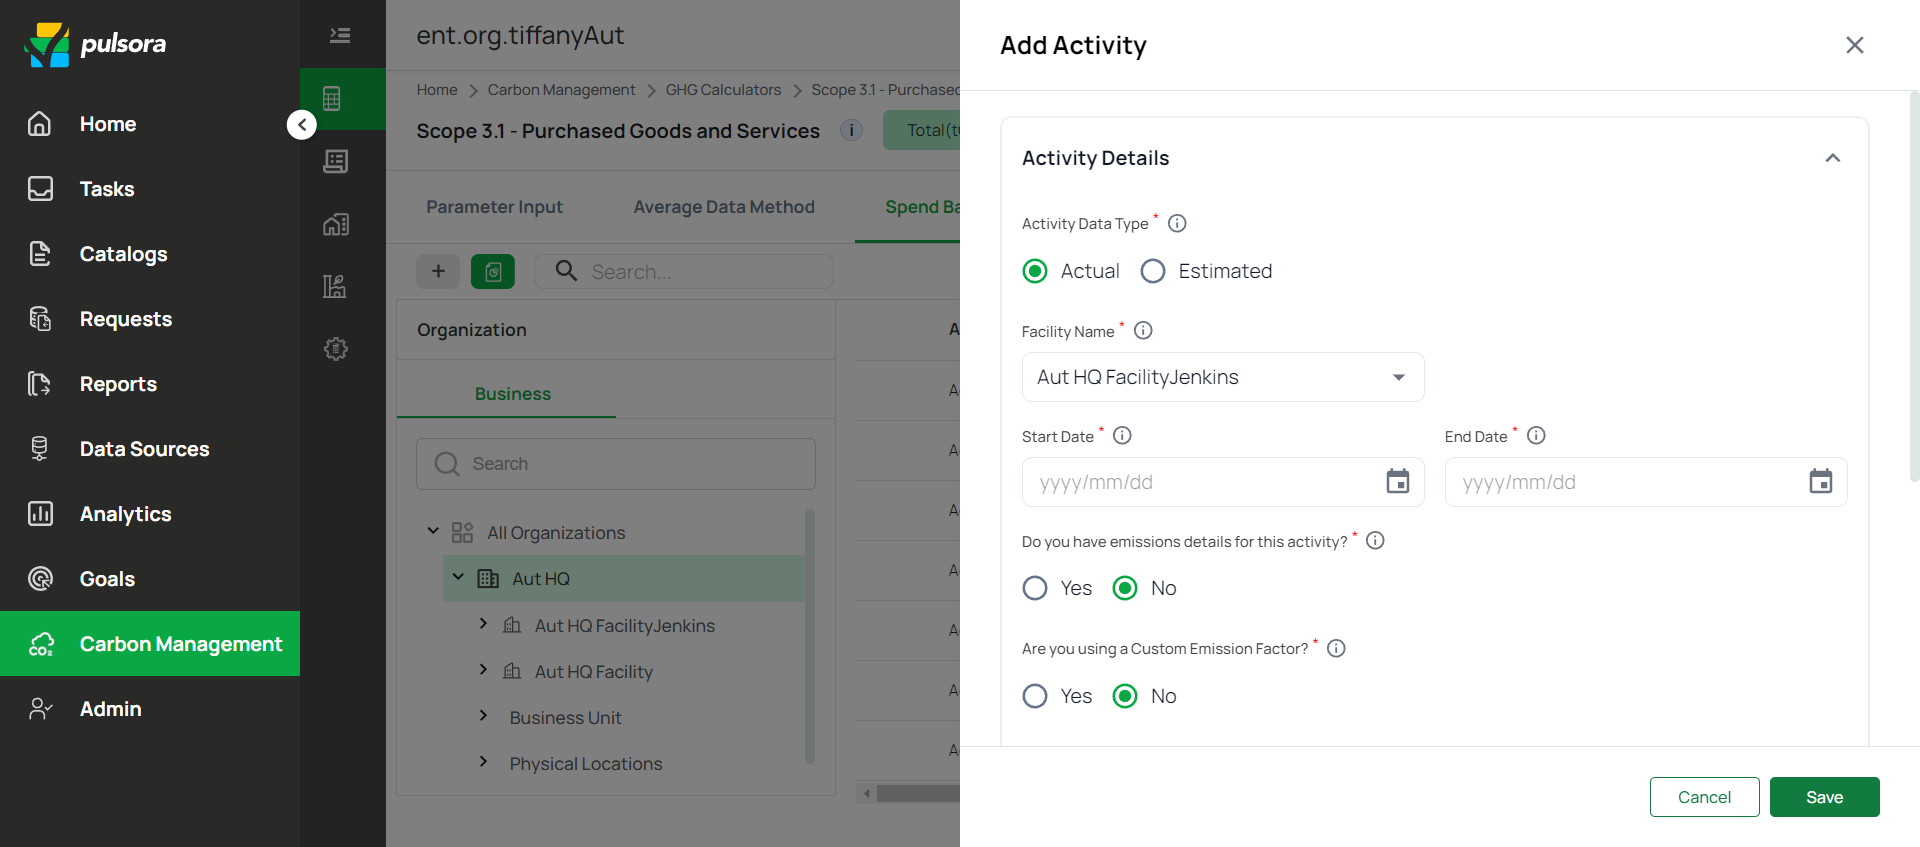 pulsora
Home
Tasks
Catalogs
Requests
Reports
Data Sources
Analytics
Goals
Carbon Management
Admin
ent.org.tiffanyAut
Home > Carbon Management > GHG Calculators > Scope 3.1 - Purchased
Scope 3.1 - Purchased Goods and Services
Total(t
Parameter Input
Average Data Method
Spend Ba
Search...
Organization
Business
Search
All Organizations
Aut HQ
Aut HQ FacilityJenkins
Aut HQ Facility
Business Unit
Physical Locations
Add Activity
Activity Details
Activity Data Type *
Actual
Estimated
Facility Name *
Aut HQ FacilityJenkins
Start Date *
End Date *
yyyy/mm/dd
yyyy/mm/dd
Do you have emissions details for this activity? *
Yes
No
Are you using a Custom Emission Factor? *
Yes
No
Cancel
Save